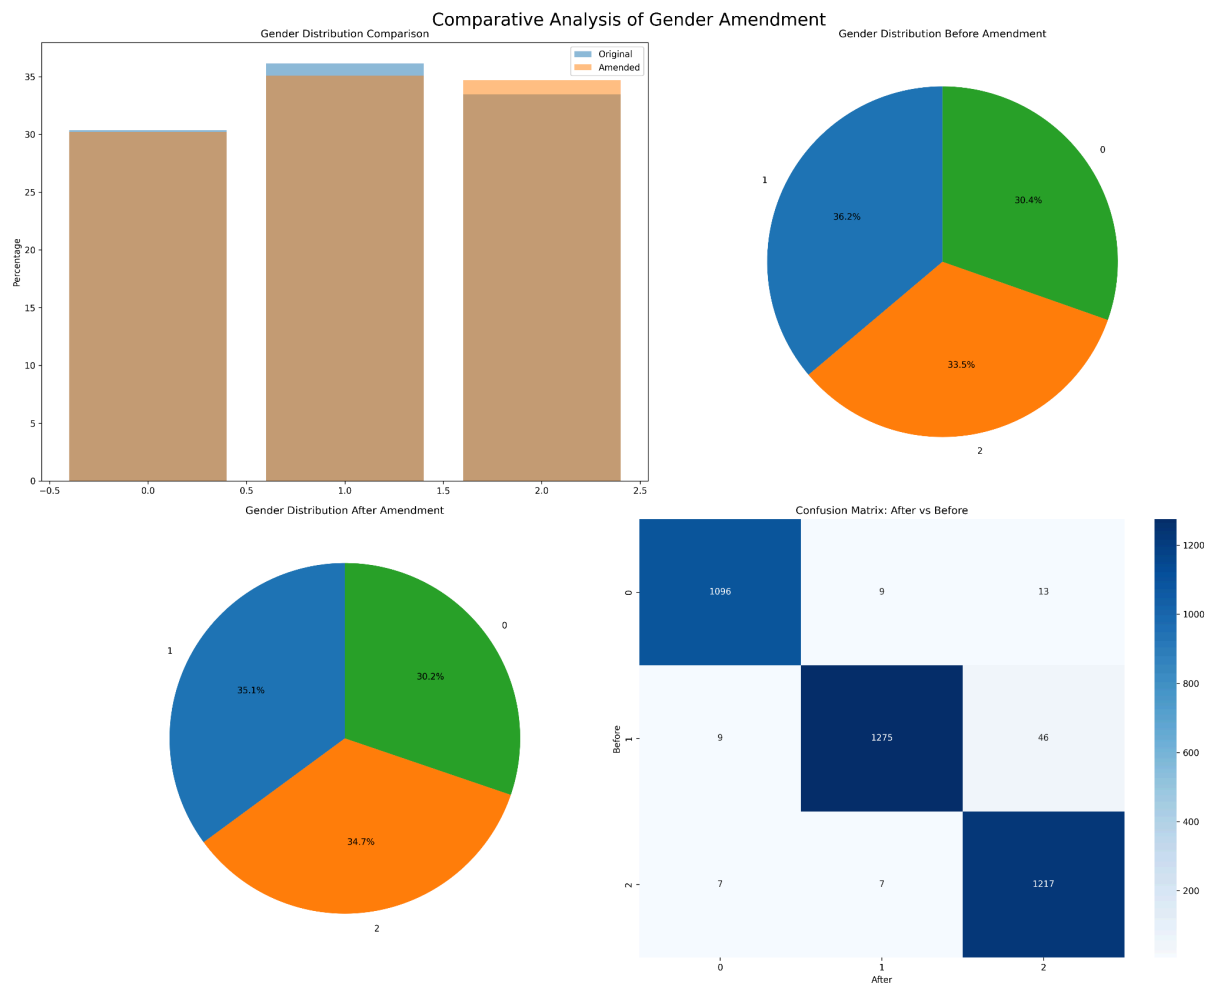 Comparative Analysis of Gender Amendment
Gender Distribution Comparison
Original
Amended
Percentage
35
30
25
20
15
10
5
0
−0.5 0.0 0.5 1.0 1.5 2.0 2.5
Gender Distribution Before Amendment
0
1
30.4%
36.2%
33.5%
2
Gender Distribution After Amendment
0
1
30.2%
35.1%
34.7%
2
Confusion Matrix: After vs Before
Before
0
1096 9 13
1
9 1275 46
2
7 7 1217
0 1 2
After
1200
1000
800
600
400
200